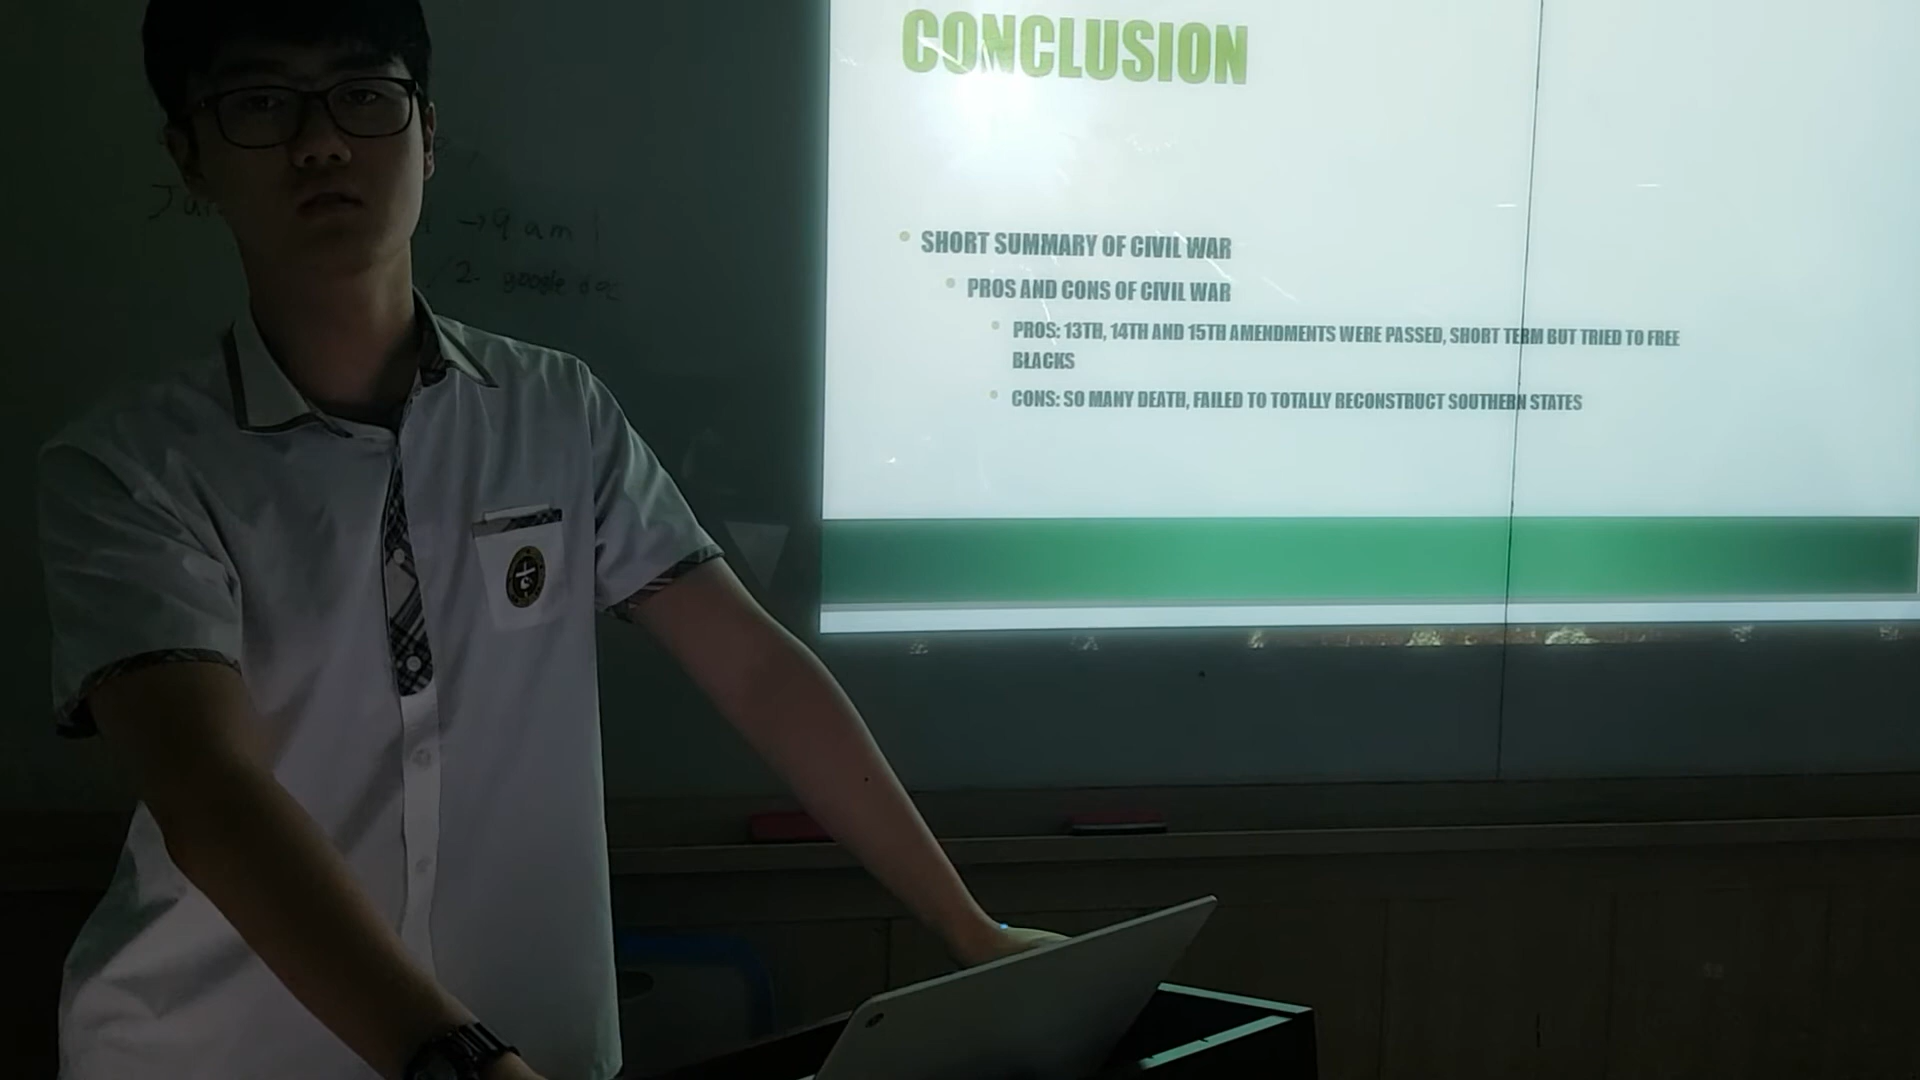 CONCLUSION
SHORT SUMMARY OF CIVIL WAR
PROS AND CONS OF CIVIL WAR
PROS: 13TH, 14TH AND 15TH AMENDMENTS WERE PASSED, SHORT TERM BUT TRIED TO FREE
BLACKS
CONS: SO MANY DEATH, FAILED TO TOTALLY RECONSTRUCT SOUTHERN STATES
→ 9 am
2. google doc